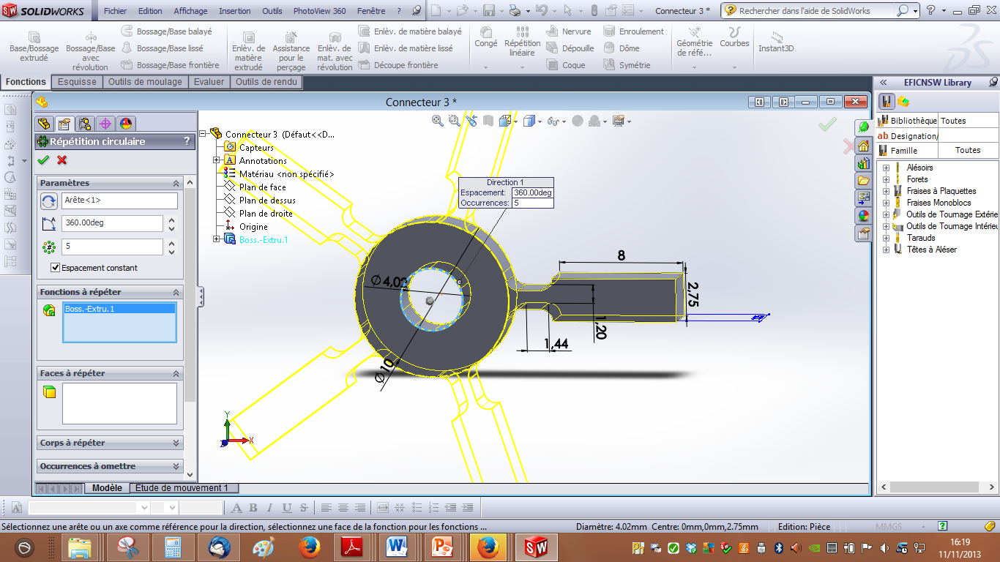 SOLIDWORKS Fichier Edition Affichage Insertion Outils PhotoView 360 Fenêtre ? Connecteur 3 * Rechercher dans l'aide de SolidWorks ?
Base/Bossage extrudé
Bossage/Base avec révolution
Bossage/Base balayé
Bossage/Base lissé
Bossage/Base frontière
Enlèv. de matière extrudé
Assistance pour le perçage
Enlèv. de mat. avec révolution
Enlèv. de matière balayé
Enlèv. de matière lissé
Découpe frontière
Congé
Répétition linéaire
Nervure
Dépouille
Coque
Enroulement
Dôme
Symétrie
Géométrie de réfé...
Courbes
Instant3D
Fonctions Esquisse Outils de moulage Evaluer Outils de rendu
Connecteur 3 *
Répétition circulaire ?
Paramètres
Arête<1>
360.00deg
5
Espacement constant
Fonctions à répéter
Boss.-Extru.1
Faces à répéter
Corps à répéter
Occurrences à omettre
Connecteur 3 (Défaut<<D...
Capteurs
A Annotations
Matériau <non spécifié>
Plan de face
Plan de dessus
Plan de droite
Origine
Boss.-Extru.1
Direction 1
Espacement: 360.00deg
Occurrences: 5
8
2,75
1,20
1,44
Ø 4,02
Ø 10
Y
X
Modèle Etude de mouvement 1
EFICNSW Library
Bibliothèque Toutes
ab Designation/
Famille Toutes
Alésoirs
Forets
Fraises à Plaquettes
Fraises Monoblocs
Outils de Tournage Extérie
Outils de Tournage Intérieu
Tarauds
Têtes à Aléser
A B I U S
Sélectionnez une arête ou un axe comme référence pour la direction, sélectionnez une face de la fonction pour les fonctions ... Diamètre: 4.02mm Centre: 0mm,0mm,2.75mm Edition: Pièce MMGS ?
16:19
11/11/2013